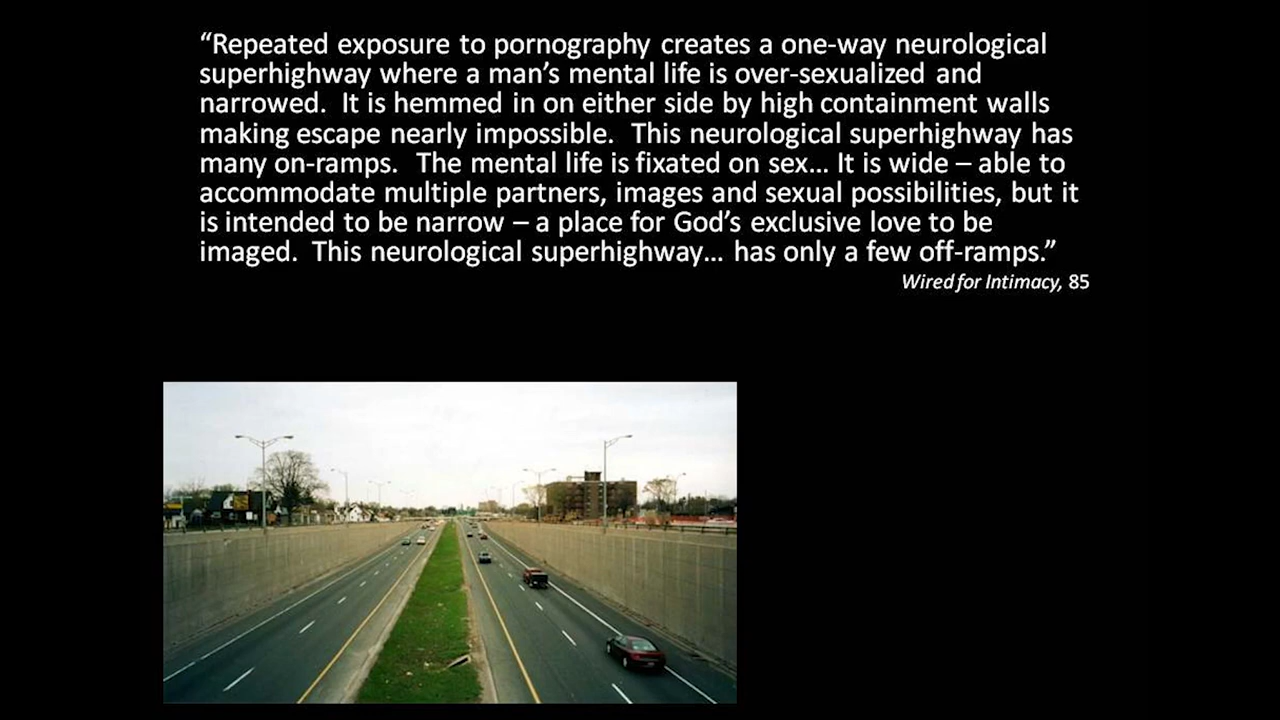 “Repeated exposure to pornography creates a one-way neurological
superhighway where a man’s mental life is over-sexualized and
narrowed.  It is hemmed in on either side by high containment walls
making escape nearly impossible.  This neurological superhighway has
many on-ramps.  The mental life is fixated on sex… It is wide – able to
accommodate multiple partners, images and sexual possibilities, but it
is intended to be narrow – a place for God’s exclusive love to be
imaged.  This neurological superhighway… has only a few off-ramps.”
Wired for Intimacy, 85